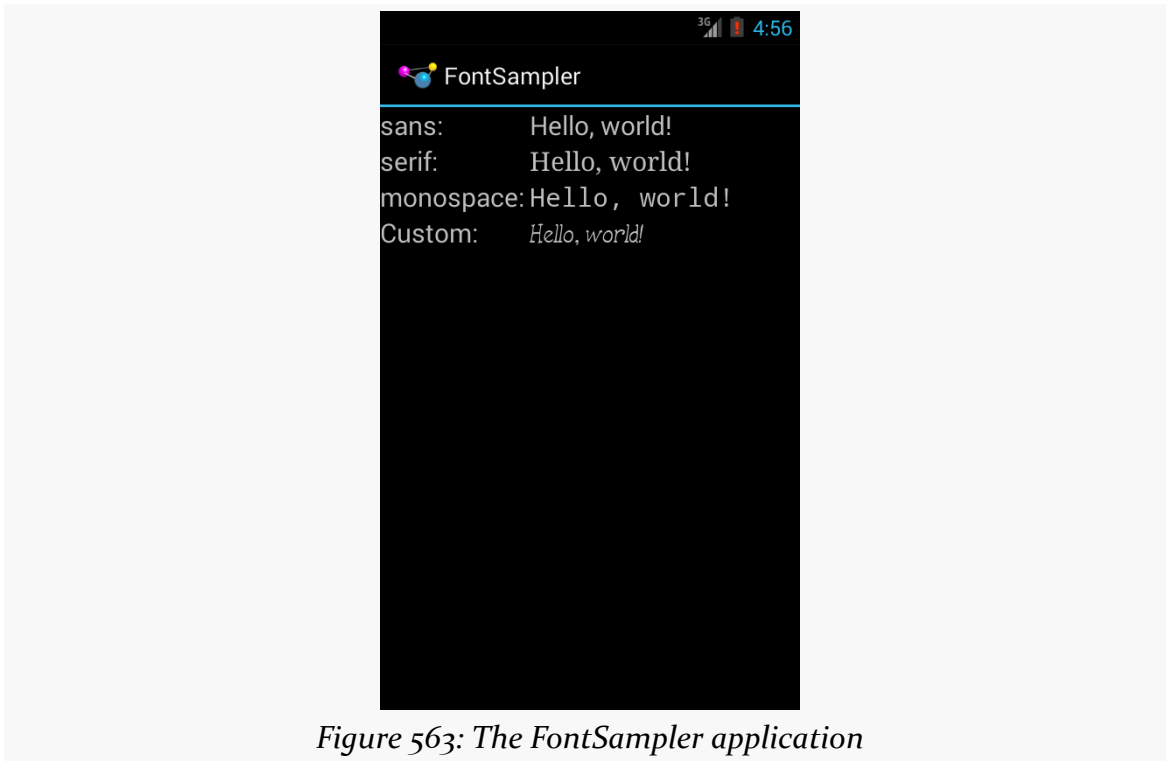 3G 4:56
FontSampler
sans: Hello, world!
serif: Hello, world!
monospace: Hello, world!
Custom: Hello, world!
Figure 563: The FontSampler application